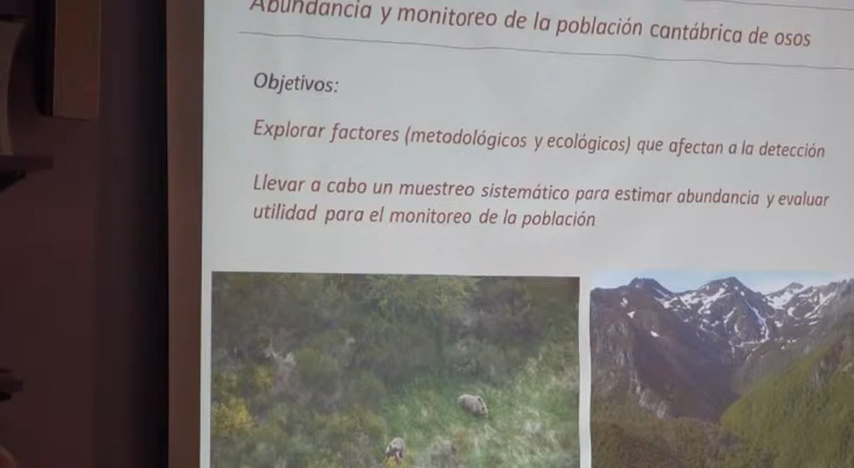 Abundancia y monitoreo de la población cantábrica de osos
Objetivos:
Explorar factores (metodológicos y ecológicos) que afectan a la detección
Llevar a cabo un muestreo sistemático para estimar abundancia y evaluar
utilidad para el monitoreo de la población